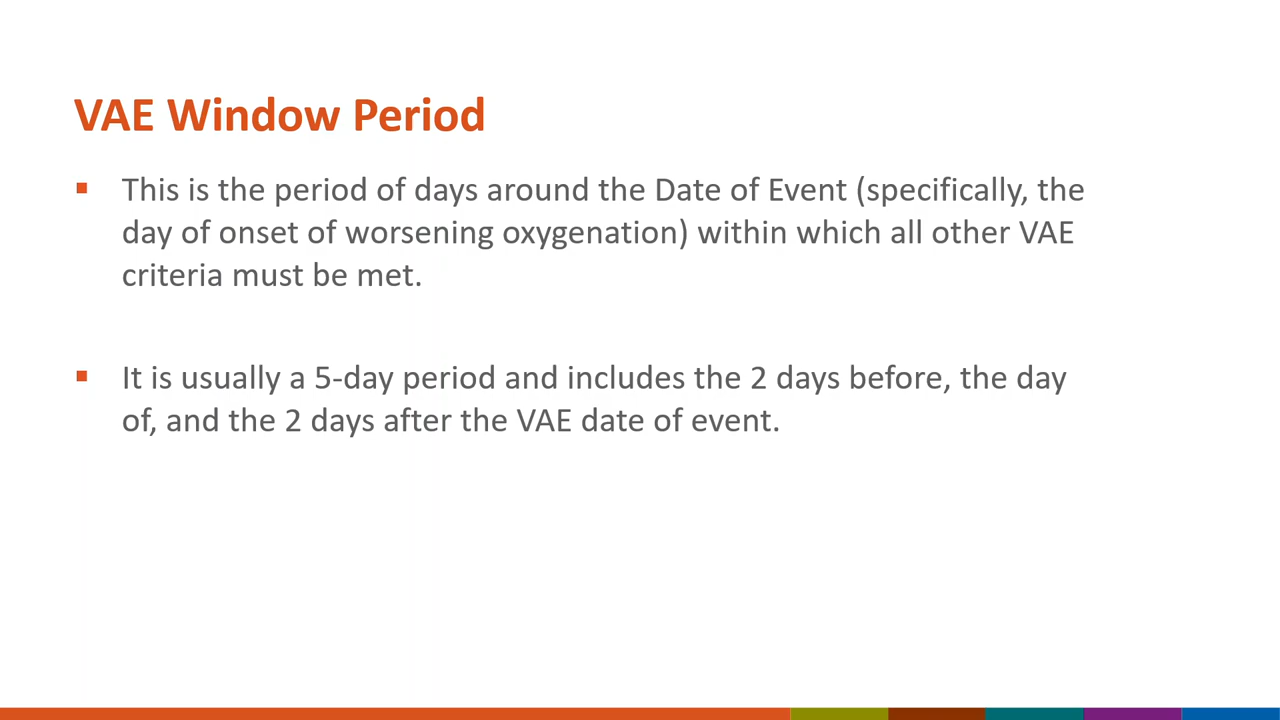 VAE Window Period
▪ This is the period of days around the Date of Event (specifically, the
day of onset of worsening oxygenation) within which all other VAE
criteria must be met.
▪ It is usually a 5-day period and includes the 2 days before, the day
of, and the 2 days after the VAE date of event.